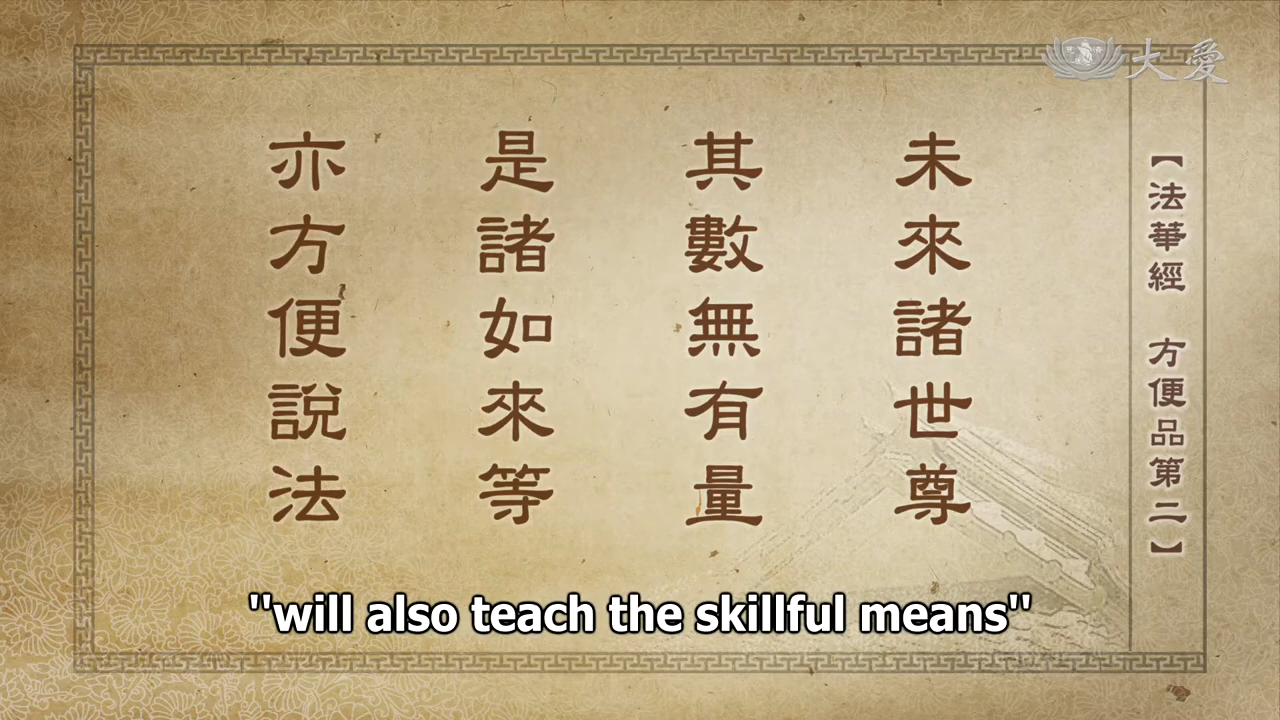 大愛
【法華經 方便品第二】
未來諸世尊
其數無有量
是諸如來等
亦方便說法
"will also teach the skillful means"